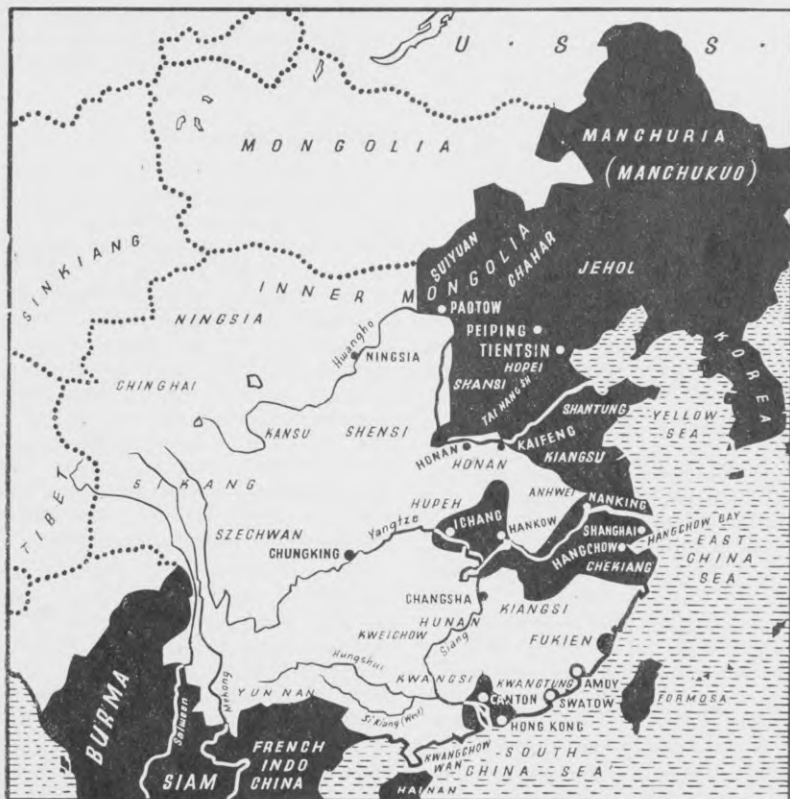 U . S . S .
MONGOLIA
MANCHURIA
(MANCHUKUO)
SINKIANG
SUIYUAN
CHAHAR
JEHOL
INNER MONGOLIA
NINGSIA
PAOTOW
PEIPING
TIENTSIN
HOPEI
KOREA
Hwangho
NINGSIA
CHINGHAI
SHANSI
TAI HANG SH
SHANTUNG
YELLOW
SEA
KANSU
SHENSI
HONAN
HONAN
KAIFENG
KIANGSU
TIBET
SIKANG
ANHWEI
NANKING
HUPEH
ICHANG
HANKOW
SHANGHAI
HANGCHOW BAY
HANGCHOW
CHEKIANG
EAST
CHINA
SEA
SZECHWAN
Yangtze
CHUNGKING
CHANGSHA
HUNAN
KIANGSI
KWEICHOW
Siang
FUKIEN
Hungshui
KWANGSI
KWANGTUNG
AMOY
YUNNAN
CANTON
SWATOW
FORMOSA
Si Kiang (West)
HONG KONG
BURMA
Salween
Mekong
FRENCH
INDO
CHINA
SIAM
KWANGCHOW
WAN
SOUTH
CHINA SEA
HAINAN